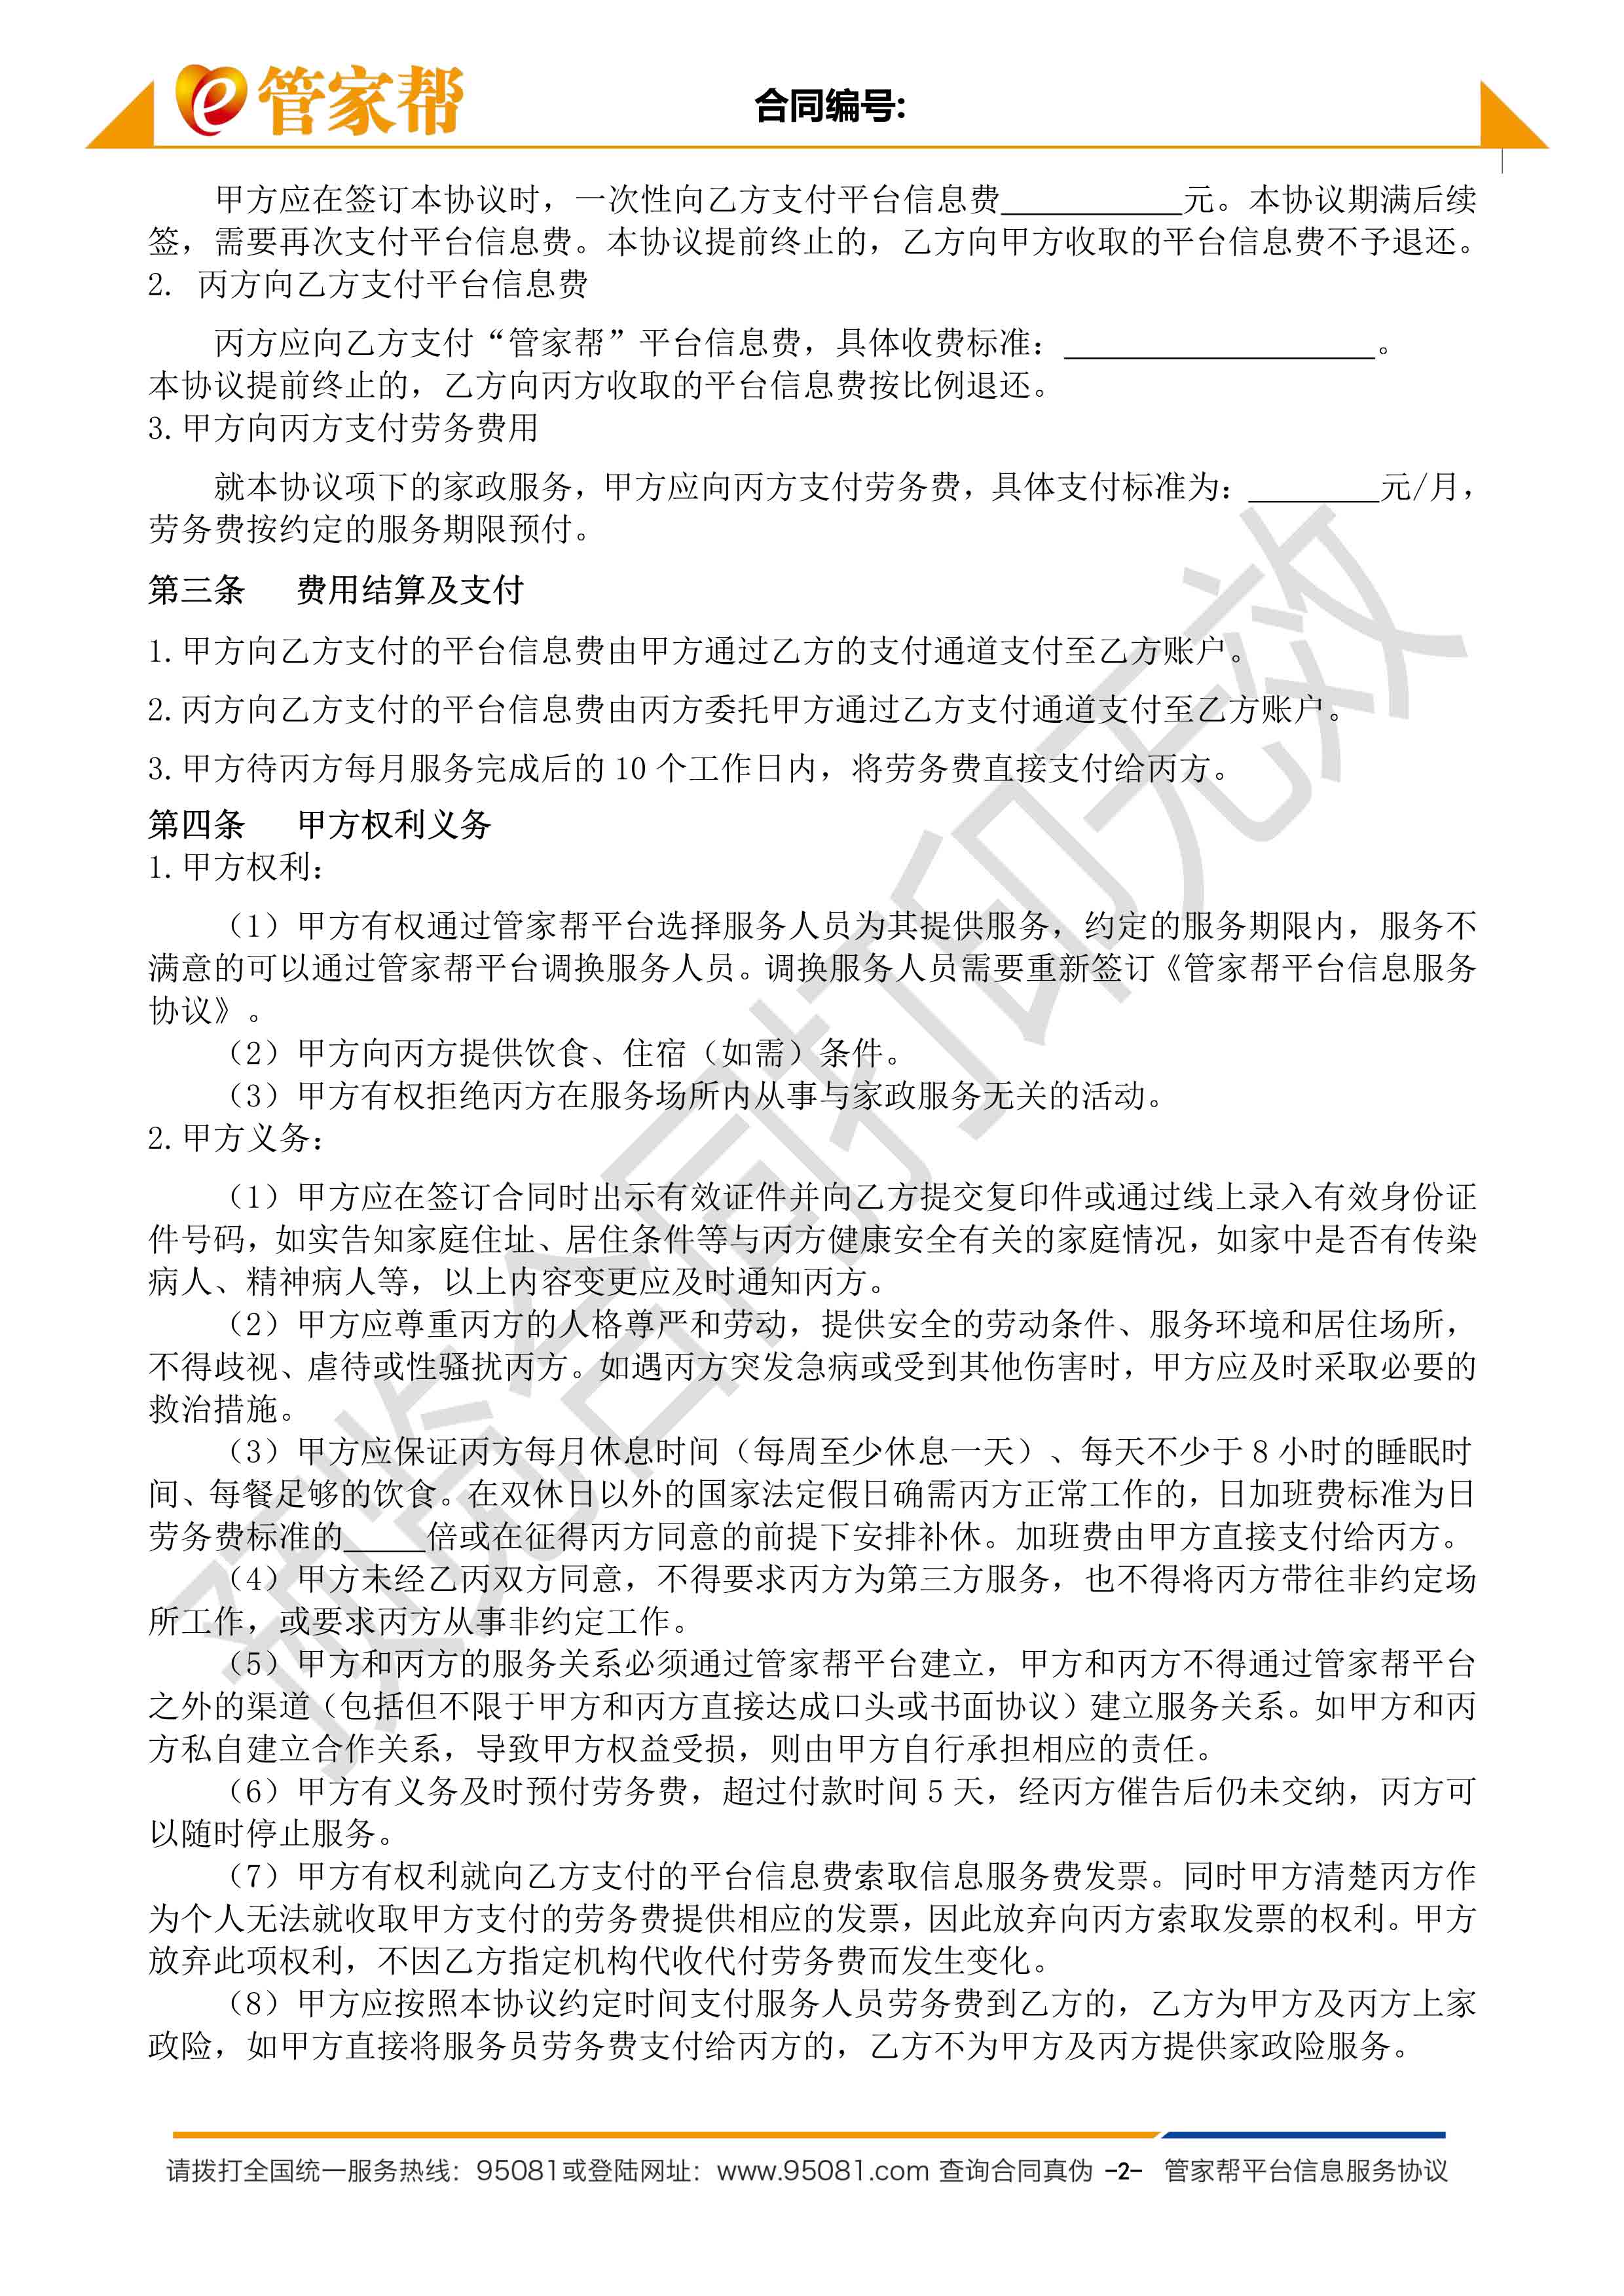 管家帮
合同编号:
甲方应在签订本协议时，一次性向乙方支付平台信息费___________元。本协议期满后续
签，需要再次支付平台信息费。本协议提前终止的，乙方向甲方收取的平台信息费不予退还。
2. 丙方向乙方支付平台信息费
丙方应向乙方支付“管家帮”平台信息费，具体收费标准：___________________。
本协议提前终止的，乙方向丙方收取的平台信息费按比例退还。
3.甲方向丙方支付劳务费用
就本协议项下的家政服务，甲方应向丙方支付劳务费，具体支付标准为：________元/月，
劳务费按约定的服务期限预付。
第三条 费用结算及支付
1.甲方向乙方支付的平台信息费由甲方通过乙方的支付通道支付至乙方账户。
2.丙方向乙方支付的平台信息费由丙方委托甲方通过乙方支付通道支付至乙方账户。
3.甲方待丙方每月服务完成后的 10 个工作日内，将劳务费直接支付给丙方。
第四条 甲方权利义务
1.甲方权利：
（1）甲方有权通过管家帮平台选择服务人员为其提供服务，约定的服务期限内，服务不
满意的可以通过管家帮平台调换服务人员。调换服务人员需要重新签订《管家帮平台信息服务
协议》。
（2）甲方向丙方提供饮食、住宿（如需）条件。
（3）甲方有权拒绝丙方在服务场所内从事与家政服务无关的活动。
2.甲方义务：
（1）甲方应在签订合同时出示有效证件并向乙方提交复印件或通过线上录入有效身份证
件号码，如实告知家庭住址、居住条件等与丙方健康安全有关的家庭情况，如家中是否有传染
病人、精神病人等，以上内容变更应及时通知丙方。
（2）甲方应尊重丙方的人格尊严和劳动，提供安全的劳动条件、服务环境和居住场所，
不得歧视、虐待或性骚扰丙方。如遇丙方突发急病或受到其他伤害时，甲方应及时采取必要的
救治措施。
（3）甲方应保证丙方每月休息时间（每周至少休息一天）、每天不少于 8 小时的睡眠时
间、每餐足够的饮食。在双休日以外的国家法定假日确需丙方正常工作的，日加班费标准为日
劳务费标准的_____倍或在征得丙方同意的前提下安排补休。加班费由甲方直接支付给丙方。
（4）甲方未经乙丙双方同意，不得要求丙方为第三方服务，也不得将丙方带往非约定场
所工作，或要求丙方从事非约定工作。
（5）甲方和丙方的服务关系必须通过管家帮平台建立，甲方和丙方不得通过管家帮平台
之外的渠道（包括但不限于甲方和丙方直接达成口头或书面协议）建立服务关系。如甲方和丙
方私自建立合作关系，导致甲方权益受损，则由甲方自行承担相应的责任。
（6）甲方有义务及时预付劳务费，超过付款时间 5 天，经丙方催告后仍未交纳，丙方可
以随时停止服务。
（7）甲方有权利就向乙方支付的平台信息费索取信息服务费发票。同时甲方清楚丙方作
为个人无法就收取甲方支付的劳务费提供相应的发票，因此放弃向丙方索取发票的权利。甲方
放弃此项权利，不因乙方指定机构代收代付劳务费而发生变化。
（8）甲方应按照本协议约定时间支付服务人员劳务费到乙方的，乙方为甲方及丙方上家
政险，如甲方直接将服务员劳务费支付给丙方的，乙方不为甲方及丙方提供家政险服务。
预览合同打印无效
请拨打全国统一服务热线：95081或登陆网址：www.95081.com 查询合同真伪 -2- 管家帮平台信息服务协议